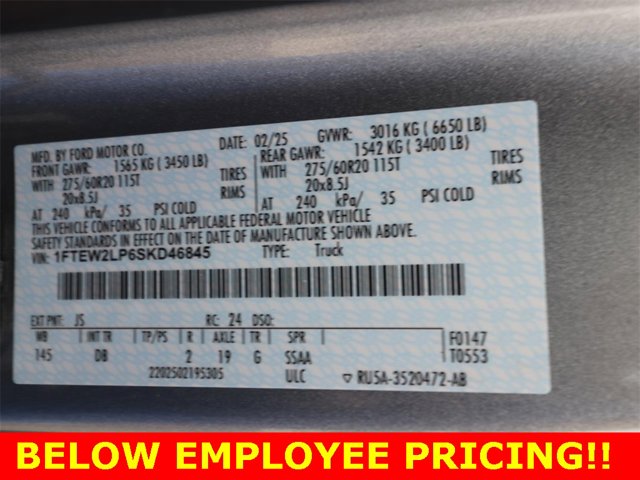 MFD. BY FORD MOTOR CO.
DATE: 02/25 GVWR: 3016 KG ( 6650 LB)
FRONT GAWR: 1565 KG ( 3450 LB) REAR GAWR: 1542 KG ( 3400 LB)
WITH 275/60R20 115T TIRES WITH 275/60R20 115T TIRES
20x8.5J RIMS 20x8.5J RIMS
AT 240 kPa/ 35 PSI COLD AT 240 kPa/ 35 PSI COLD
THIS VEHICLE CONFORMS TO ALL APPLICABLE FEDERAL MOTOR VEHICLE
SAFETY STANDARDS IN EFFECT ON THE DATE OF MANUFACTURE SHOWN ABOVE
VIN: 1FTEW2LP6SKD46845 TYPE: Truck
EXT PNT: JS RC: 24 DSO:
WB INT TR TP/PS R AXLE TR SPR F0147
145 DB 2 19 G SSAA T0553
2202502195305 ULC ▽ RU5A-3520472-AB
BELOW EMPLOYEE PRICING!!